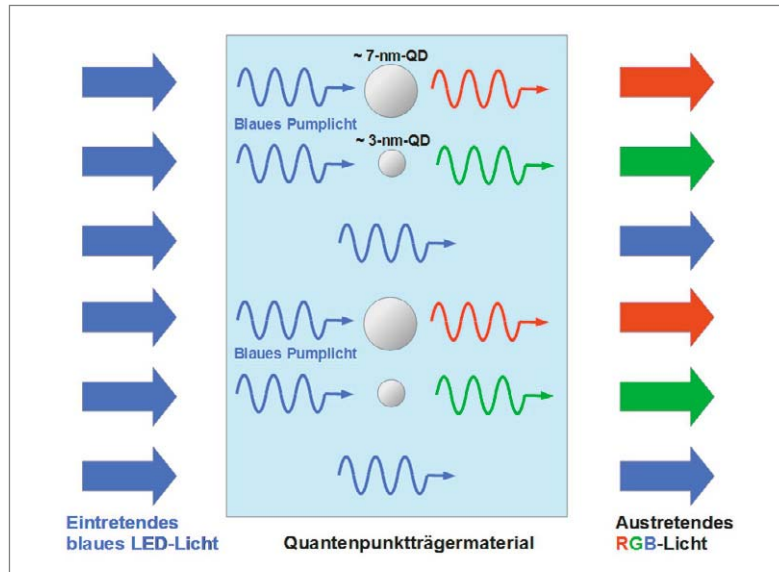 ~ 7-nm-QD
Blaues Pumplicht
~ 3-nm-QD
Blaues Pumplicht
Eintretendes
blaues LED-Licht
Quantenpunktträgermaterial
Austretendes
RGB-Licht